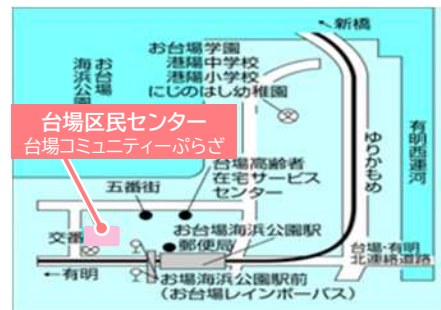 新橋
お台場学園
港陽中学校
港陽小学校
にじのはし幼稚園
お台場
海浜公園
台場区民センター
台場コミュニティーぷらざ
ゆりかもめ
有明西運河
台場高齢者
在宅サービス
センター
五番街
お台場海浜公園駅
郵便局
交番
台場・有明
北連絡道路
←有明
お場海浜公園駅前
(お台場レインボーバス)